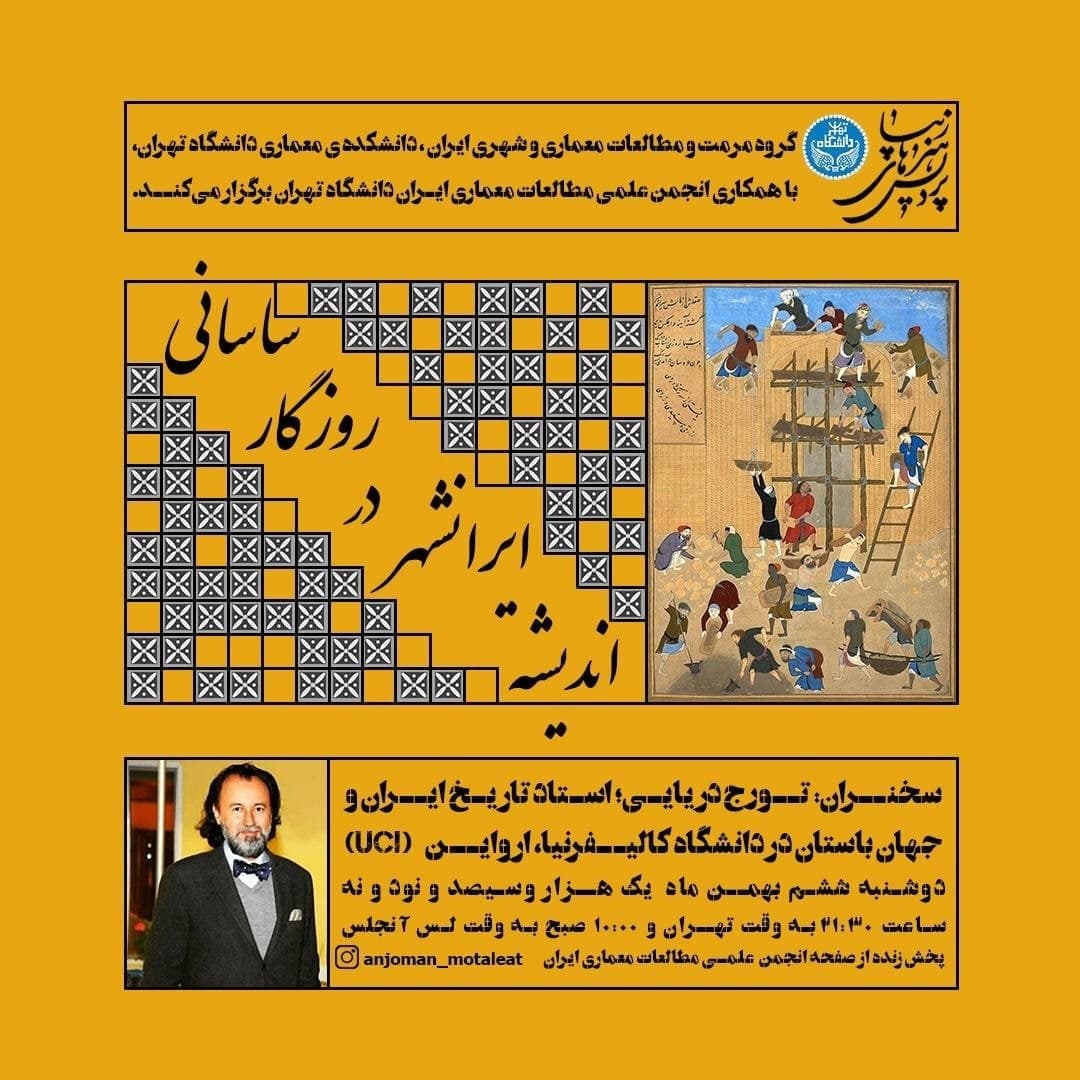 پردیس هنرهای زیبا
گروه مرمت و مطالعات معماری و شهری ایران، دانشکده ی معماری دانشگاه تهران،
با همکاری انجمن علمی مطالعات معماری ایران دانشگاه تهران برگزار می کند.
اندیشه
ایرانشهر
در
روزگار
ساسانی
سخنران: تورج دریایی؛ استاد تاریخ ایران و
جهان باستان در دانشگاه کالیفرنیا، ارواین (UCI)
دوشنبه ششم بهمن ماه یک هزار و سیصد و نود و نه
ساعت ۲۱:۳۰ به وقت تهران و ۱۰:۰۰ صبح به وقت لس آنجلس
پخش زنده از صفحه انجمن علمی مطالعات معماری ایران anjoman_motaleat